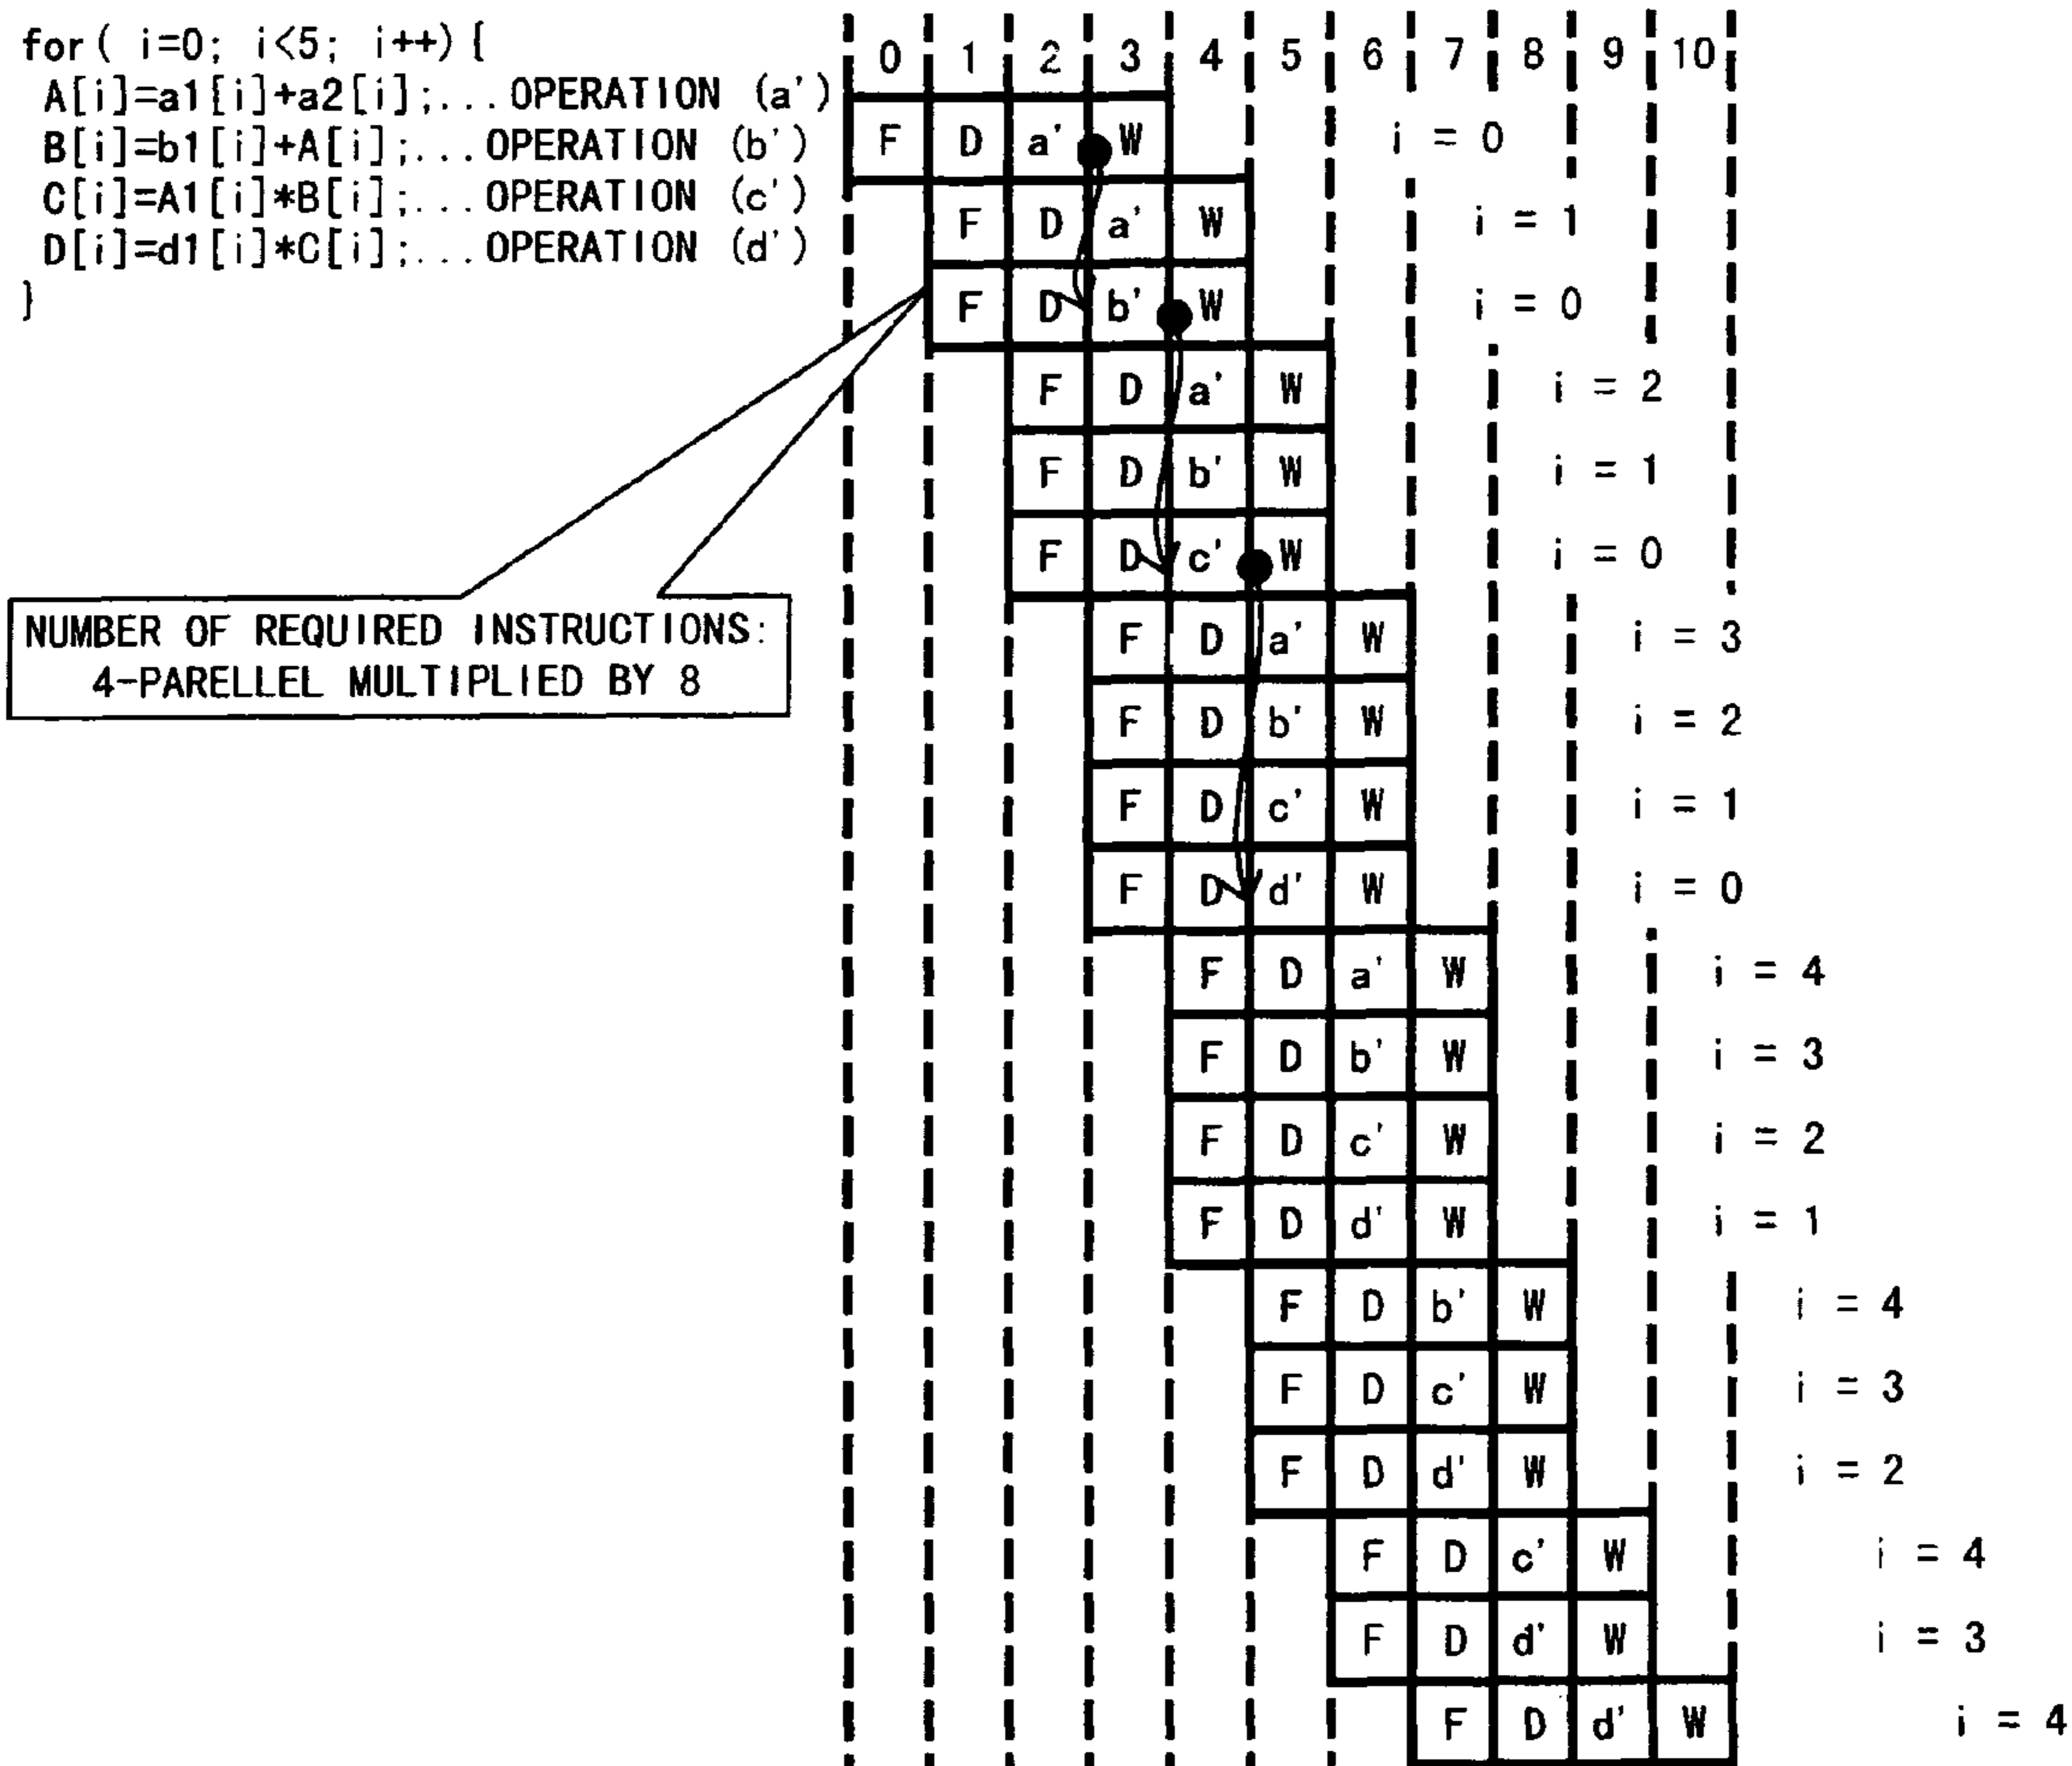 for( i=0; i<5; i++) {
A[i]=a1[i]+a2[i];...OPERATION (a')
B[i]=b1[i]+A[i];...OPERATION (b')
C[i]=A1[i]*B[i];...OPERATION (c')
D[i]=d1[i]*C[i];...OPERATION (d')
}
0 1 2 3 4 5 6 7 8 9 10
F D a' W i = 0
F D a' W i = 1
F D b' W i = 0
F D a' W i = 2
F D b' W i = 1
F D c' W i = 0
NUMBER OF REQUIRED INSTRUCTIONS:
4-PARELLEL MULTIPLIED BY 8
F D a' W i = 3
F D b' W i = 2
F D c' W i = 1
F D d' W i = 0
F D a' W i = 4
F D b' W i = 3
F D c' W i = 2
F D d' W i = 1
F D b' W i = 4
F D c' W i = 3
F D d' W i = 2
F D c' W i = 4
F D d' W i = 3
F D d' W i = 4